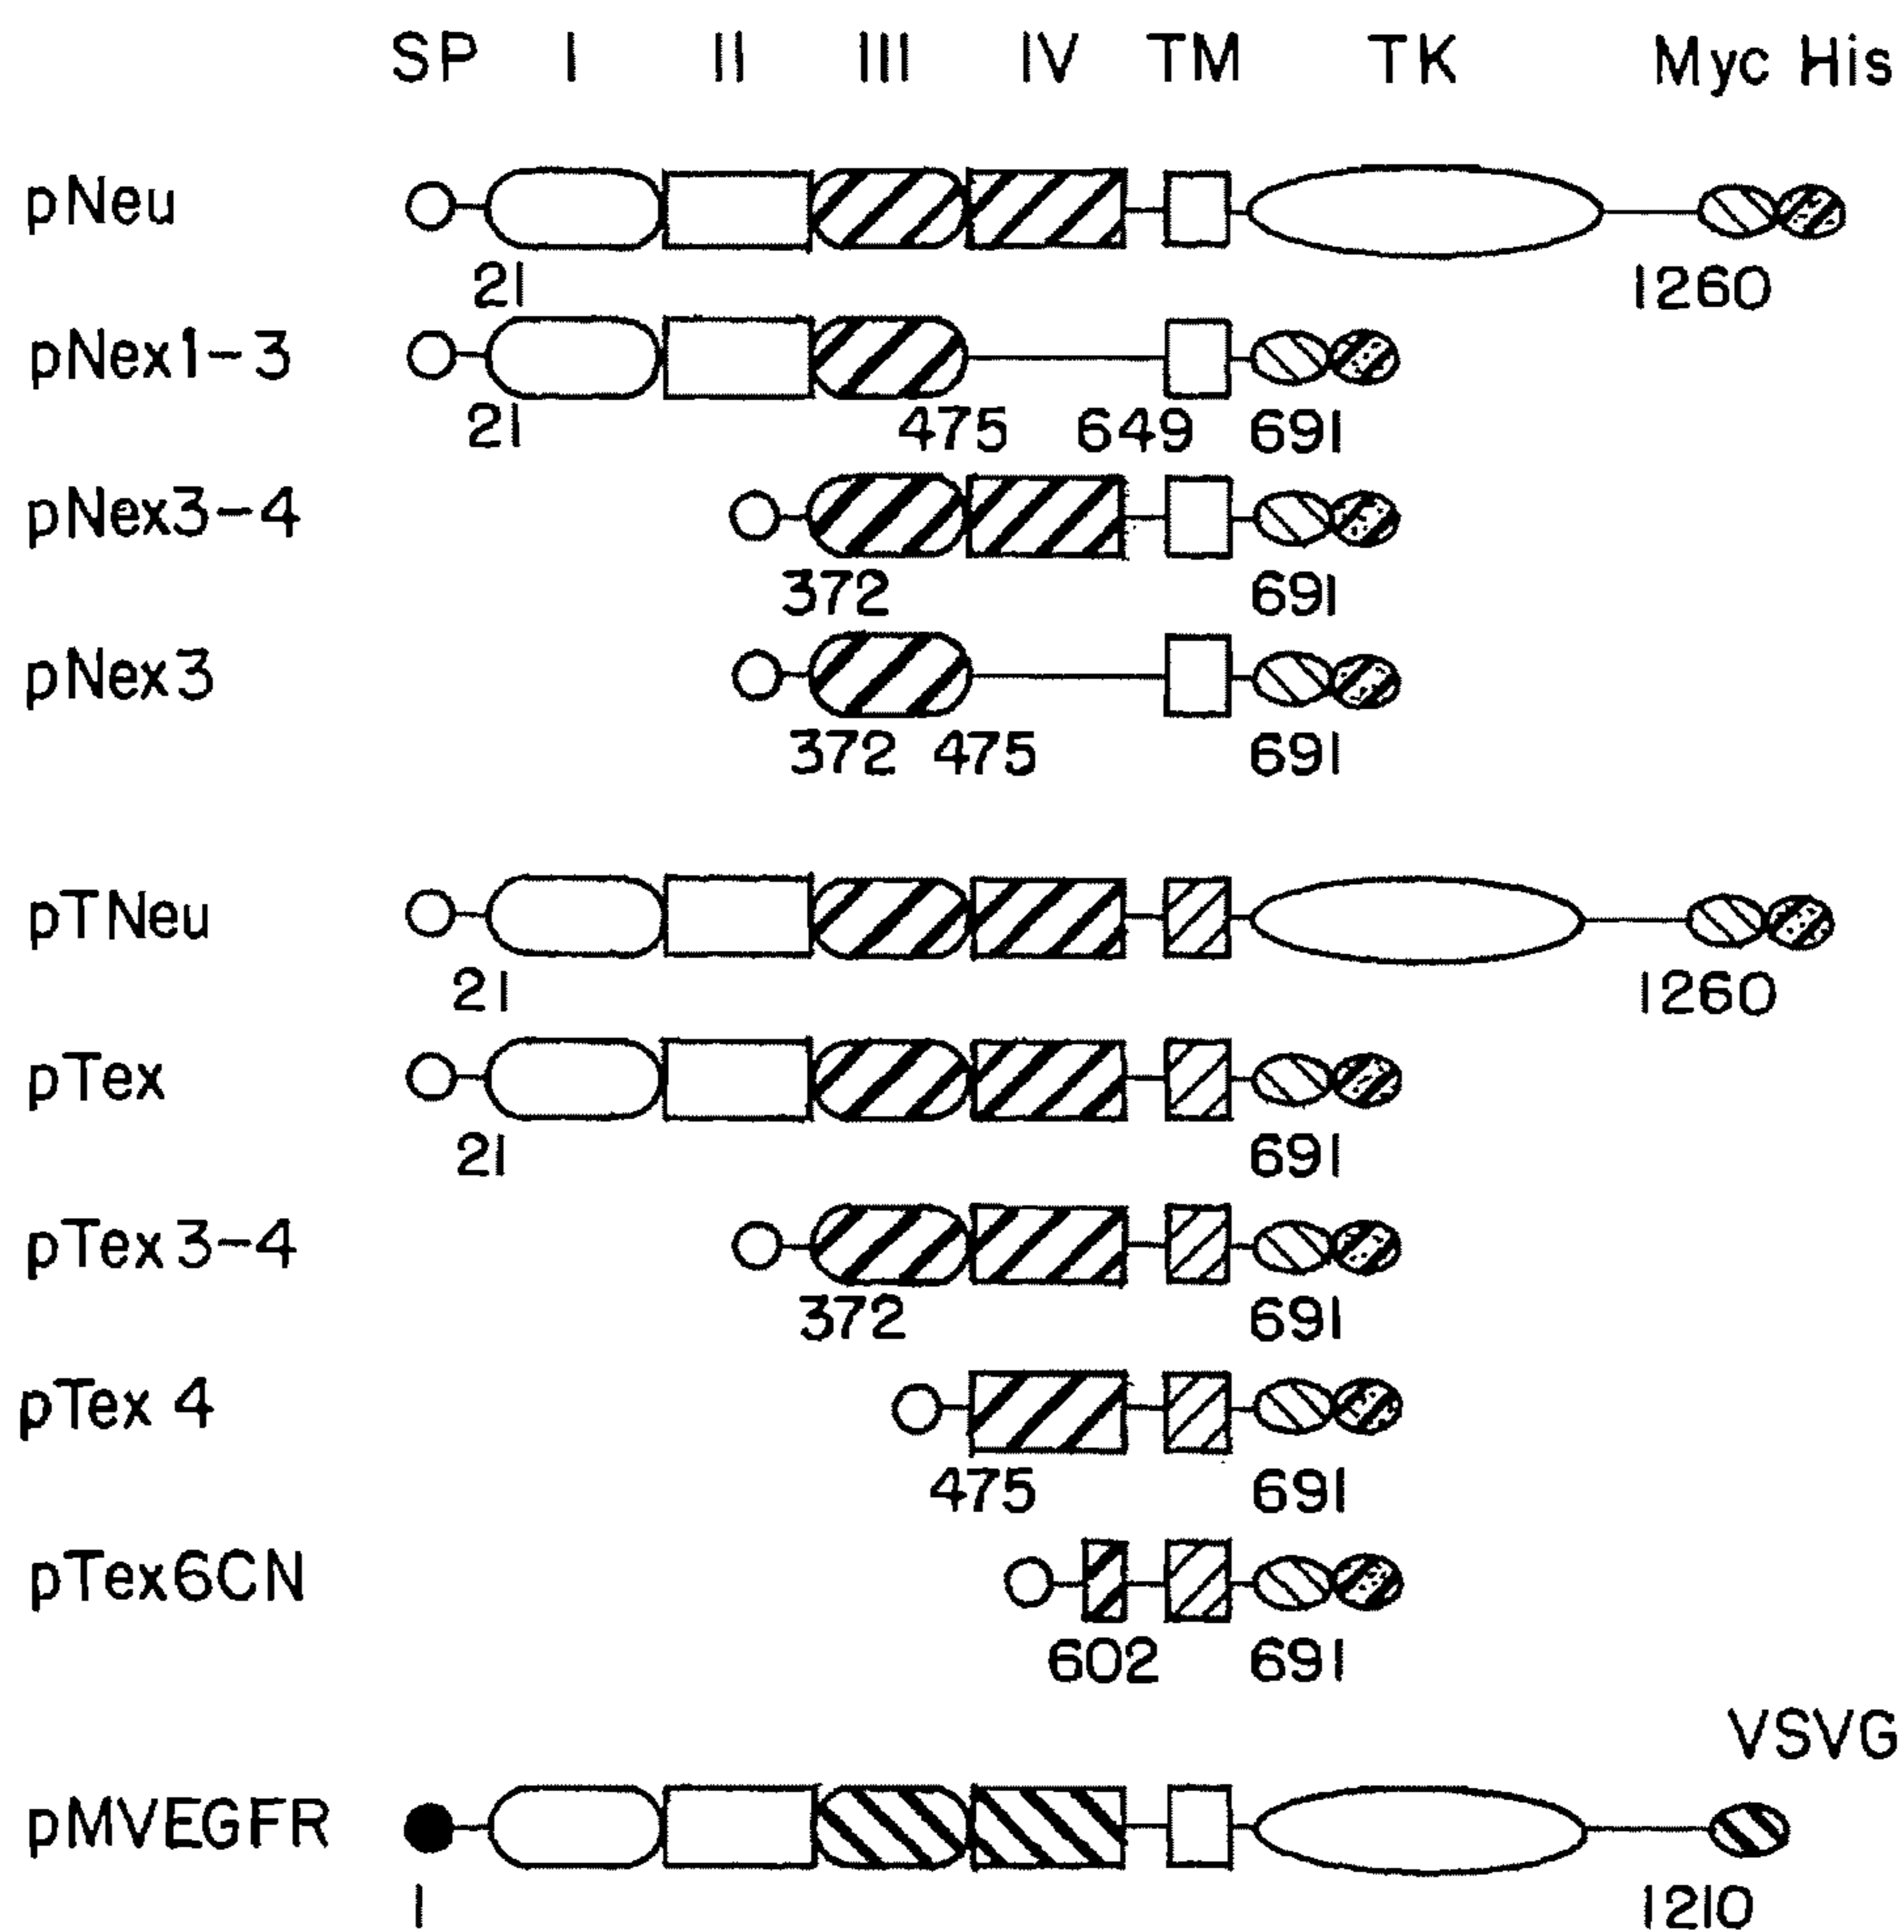 SP I II III IV TM TK Myc His
pNeu
21 1260
pNex1-3
21 475 649 691
pNex3-4
372 691
pNex3
372 475 691
pTNeu
21 1260
pTex
21 691
pTex3-4
372 691
pTex 4
475 691
pTex6CN
602 691
VSVG
pMVEGFR
1 1210